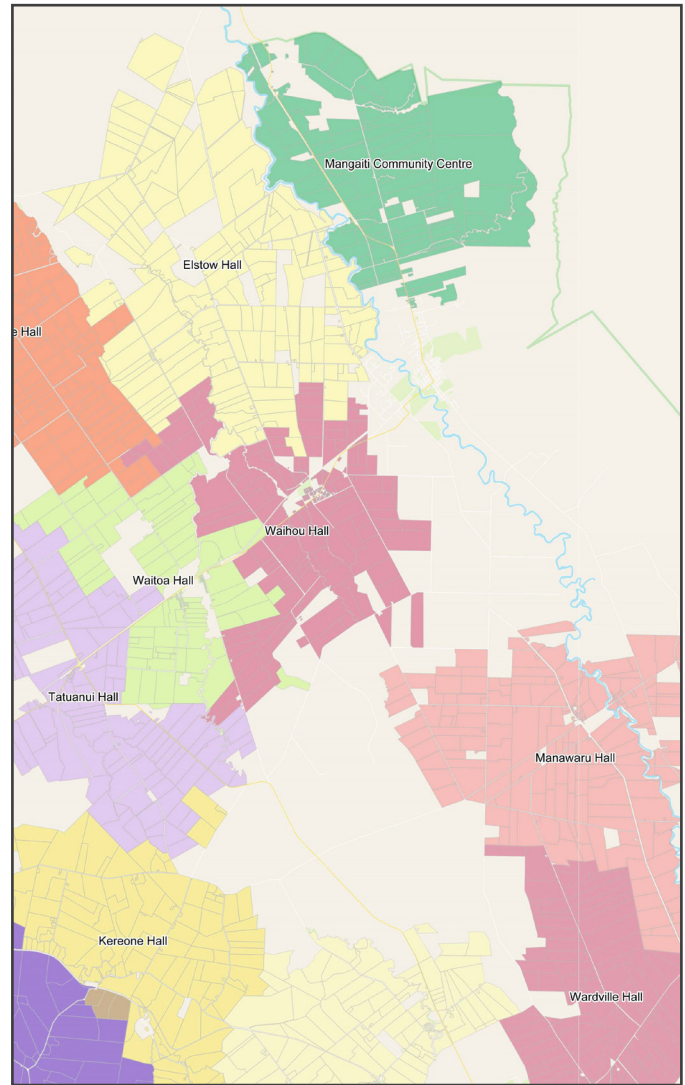 Mangaiti Community Centre
Elstow Hall
e Hall
Waihou Hall
Waitoa Hall
Tatuanui Hall
Manawaru Hall
Kereone Hall
Wardville Hall